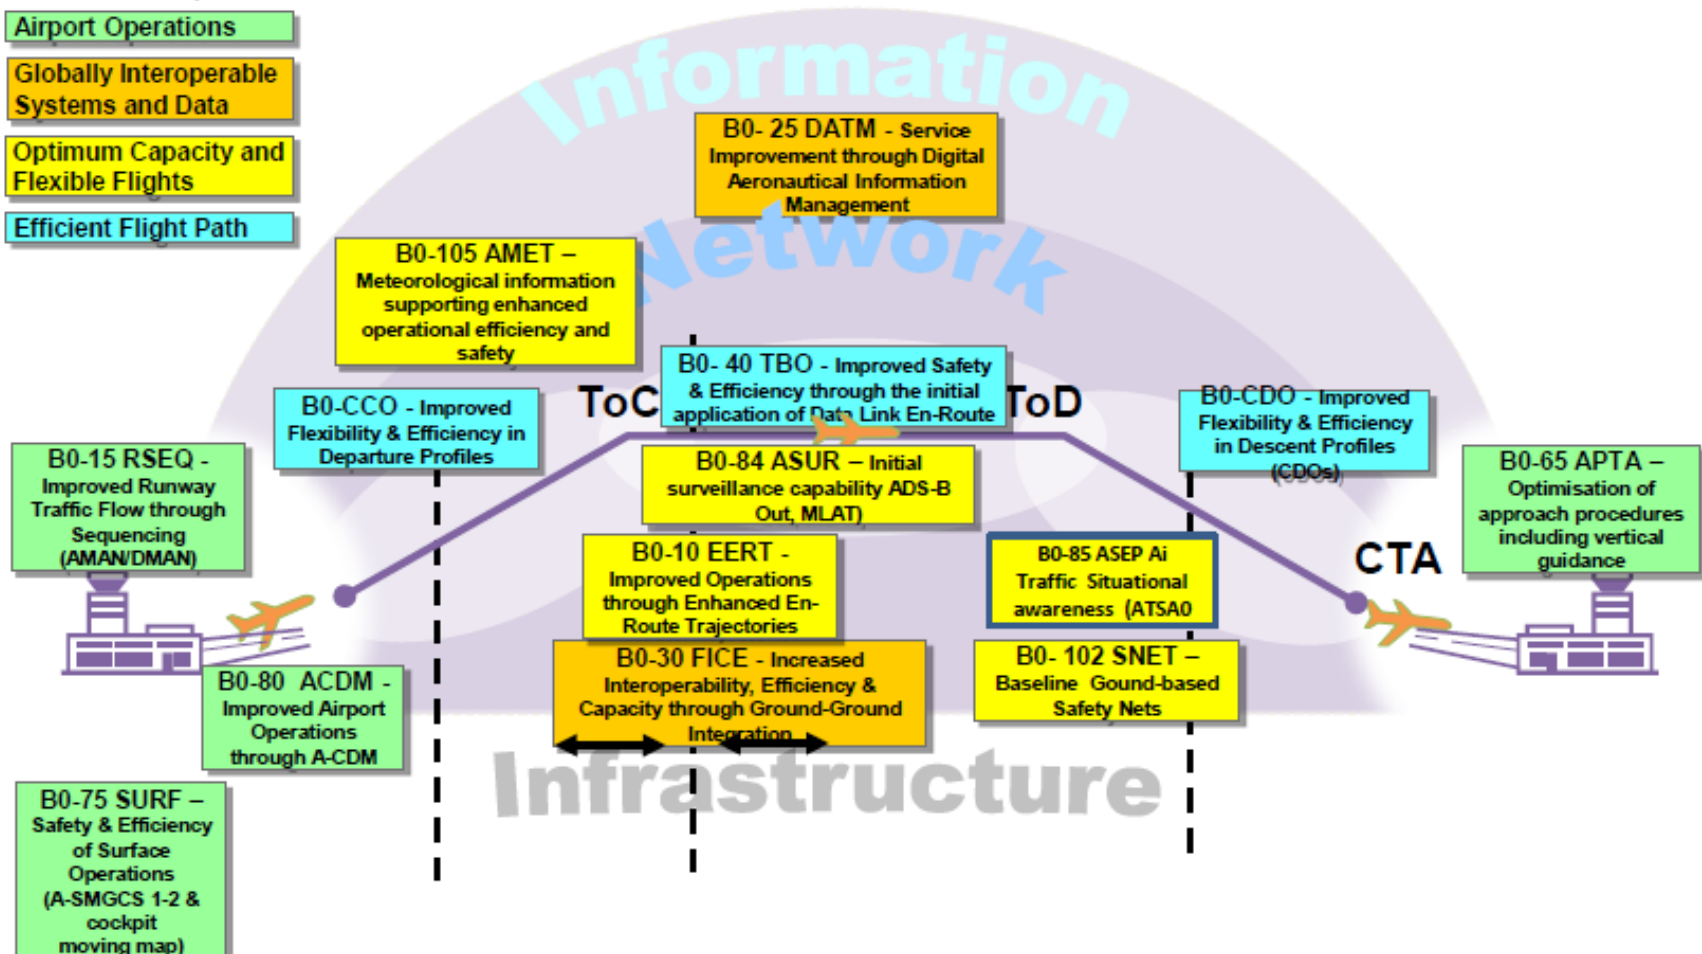 Airport Operations
Globally Interoperable
Systems and Data
Optimum Capacity and
Flexible Flights
Efficient Flight Path
Information
B0- 25 DATM - Service
Improvement through Digital
Aeronautical Information
Management
Network
B0-105 AMET –
Meteorological information
supporting enhanced
operational efficiency and
safety
B0-CCO - Improved
Flexibility & Efficiency in
Departure Profiles
ToC
B0- 40 TBO - Improved Safety
& Efficiency through the initial
application of Data Link En-Route
ToD
B0-CDO - Improved
Flexibility & Efficiency
in Descent Profiles
(CDOs)
B0-15 RSEQ -
Improved Runway
Traffic Flow through
Sequencing
(AMAN/DMAN)
B0-84 ASUR – Initial
surveillance capability ADS-B
Out, MLAT)
B0-65 APTA –
Optimisation of
approach procedures
including vertical
guidance
B0-10 EERT -
Improved Operations
through Enhanced En-
Route Trajectories
B0-85 ASEP Ai
Traffic Situational
awareness (ATSA0
CTA
B0-30 FICE - Increased
Interoperability, Efficiency &
Capacity through Ground-Ground
Integration
B0- 102 SNET –
Baseline Gound-based
Safety Nets
B0-80 ACDM -
Improved Airport
Operations
through A-CDM
Infrastructure
B0-75 SURF –
Safety & Efficiency
of Surface
Operations
(A-SMGCS 1-2 &
cockpit
moving map)